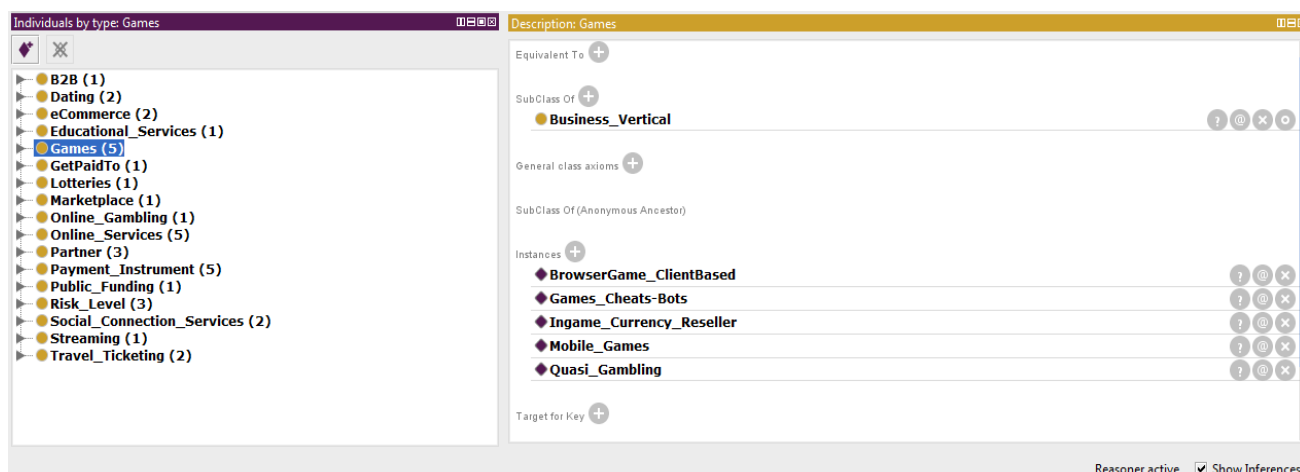 Individuals by type: Games
B2B (1)
Dating (2)
eCommerce (2)
Educational_Services (1)
Games (5)
GetPaidTo (1)
Lotteries (1)
Marketplace (1)
Online_Gambling (1)
Online_Services (5)
Partner (3)
Payment_Instrument (5)
Public_Funding (1)
Risk_Level (3)
Social_Connection_Services (2)
Streaming (1)
Travel_Ticketing (2)
Description: Games
Equivalent To
SubClass Of
Business_Vertical
General class axioms
SubClass Of (Anonymous Ancestor)
Instances
BrowserGame_ClientBased
Games_Cheats-Bots
Ingame_Currency_Reseller
Mobile_Games
Quasi_Gambling
Target for Key
Reasoner active Show Inferences